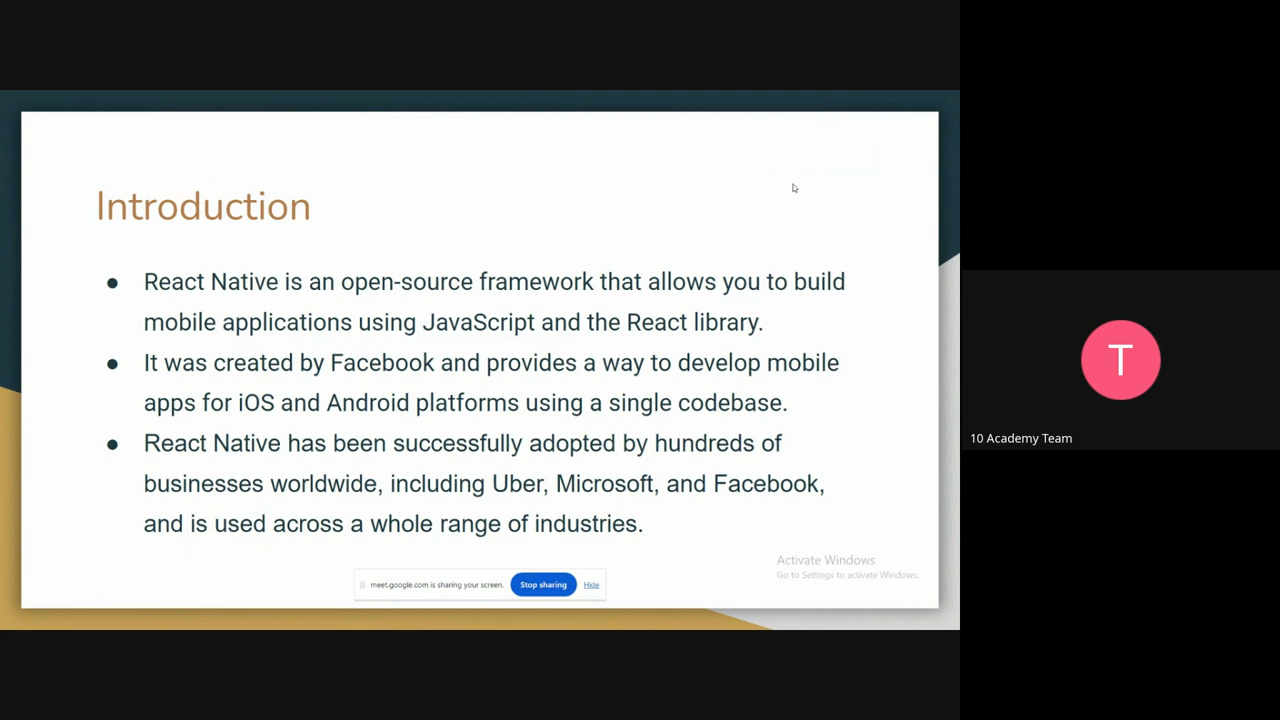 Introduction
● React Native is an open-source framework that allows you to build
mobile applications using JavaScript and the React library.
● It was created by Facebook and provides a way to develop mobile
apps for iOS and Android platforms using a single codebase.
● React Native has been successfully adopted by hundreds of
businesses worldwide, including Uber, Microsoft, and Facebook,
and is used across a whole range of industries.
Activate Windows
Go to Settings to activate Windows.
meet.google.com is sharing your screen. Stop sharing Hide
T
10 Academy Team